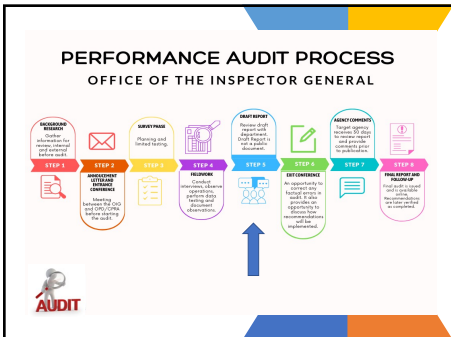 PERFORMANCE AUDIT PROCESS
OFFICE OF THE INSPECTOR GENERAL
BACKGROUND
RESEARCH
Gather
information for
review, internal
and external
before audit.
STEP 1
STEP 2
ANNOUNCEMENT
LETTER AND
ENTRANCE
CONFERENCE
Meeting
between the OIG
and OPD/CPRA
before starting
the audit.
SURVEY PHASE
Planning and
limited testing.
STEP 3
STEP 4
FIELDWORK
Conduct
interviews, observe
operations,
perform data
testing and
document
observations.
DRAFT REPORT
Review draft
report with
department.
Draft Report is
not a public
document.
STEP 5
STEP 6
EXIT CONFERENCE
An opportunity to
correct any
factual errors in
audit. It also
provides an
opportunity to
discuss how
recommendations
will be
implemented.
AGENCY COMMENTS
Target agency
receives 30 days
to review report
and provide
comments prior
to publication.
STEP 7
STEP 8
FINAL REPORT AND
FOLLOW-UP
Final audit is issued
and is available
online.
Recommendations
are later verified
as completed.
AUDIT